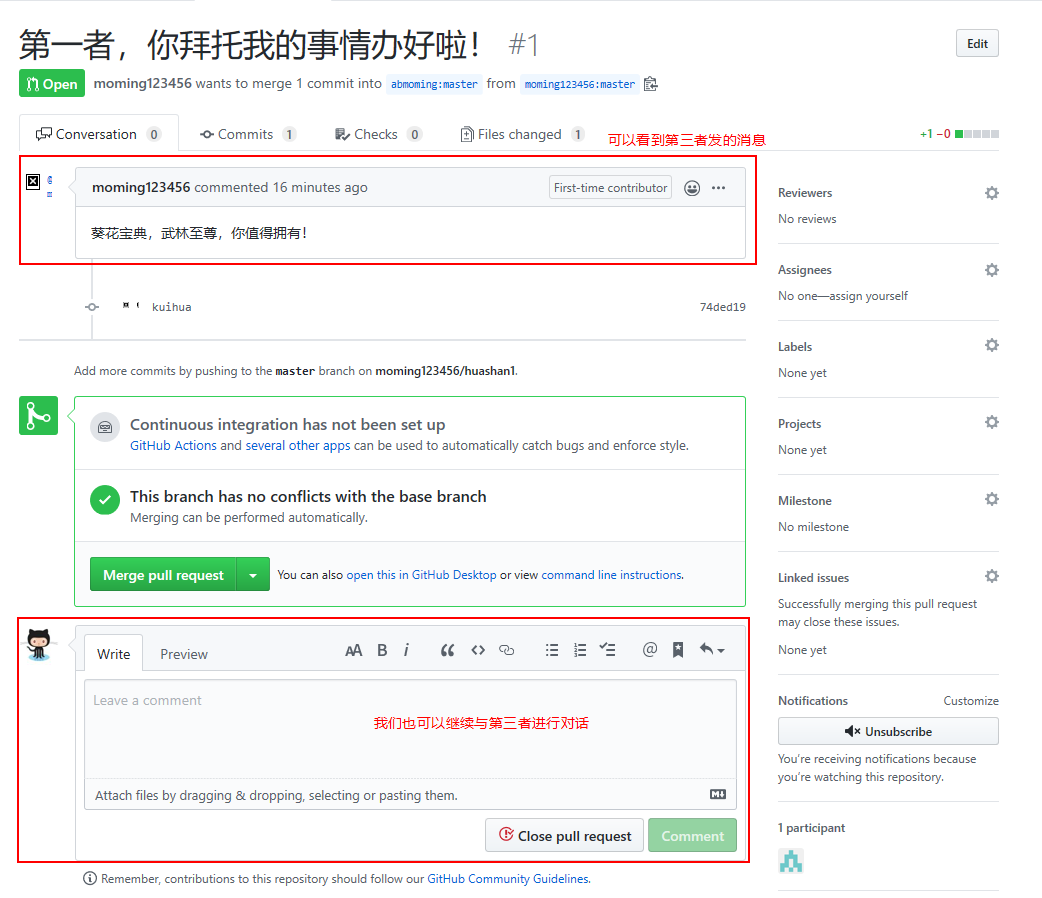 第一者，你拜托我的事情办好啦！ #1
Edit
Open moming123456 wants to merge 1 commit into abmoming:master from moming123456:master
Conversation 0 Commits 1 Checks 0 Files changed 1 可以看到第三者发的消息 +1 −0
moming123456 commented 16 minutes ago First-time contributor
葵花宝典，武林至尊，你值得拥有！
kuihua 74ded19
Add more commits by pushing to the master branch on moming123456/huashan1.
Continuous integration has not been set up
GitHub Actions and several other apps can be used to automatically catch bugs and enforce style.
This branch has no conflicts with the base branch
Merging can be performed automatically.
Merge pull request You can also open this in GitHub Desktop or view command line instructions.
Write Preview AA B i
Leave a comment
我们也可以继续与第三者进行对话
Attach files by dragging & dropping, selecting or pasting them.
Close pull request Comment
Remember, contributions to this repository should follow our GitHub Community Guidelines.
Reviewers
No reviews
Assignees
No one—assign yourself
Labels
None yet
Projects
None yet
Milestone
No milestone
Linked issues
Successfully merging this pull request
may close these issues.
None yet
Notifications Customize
Unsubscribe
You're receiving notifications because
you're watching this repository.
1 participant